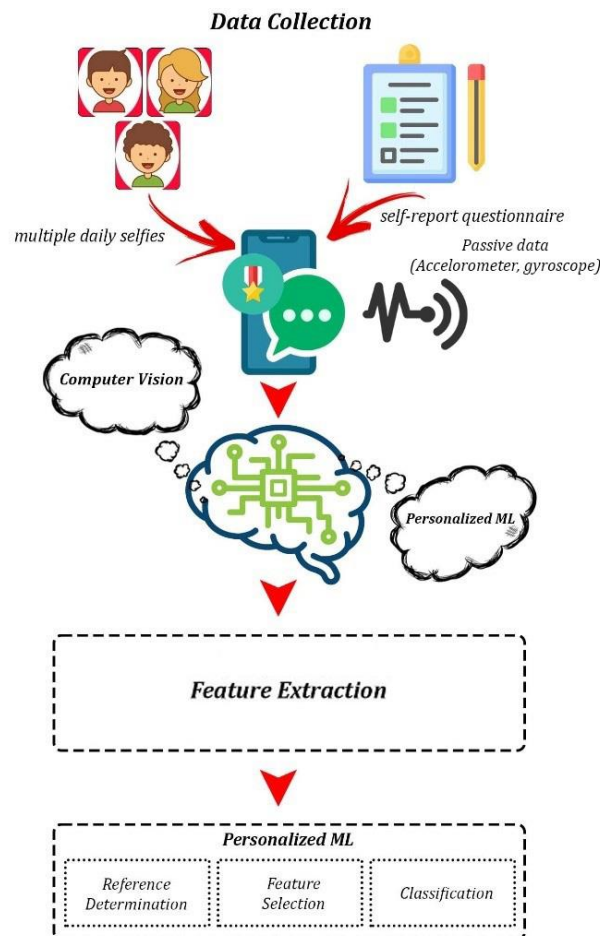 Data Collection
multiple daily selfies
self-report questionnaire
Passive data
(Accelorometer, gyroscope)
Computer Vision
Personalized ML
Feature Extraction
Personalized ML
Reference
Determination
Feature
Selection
Classification